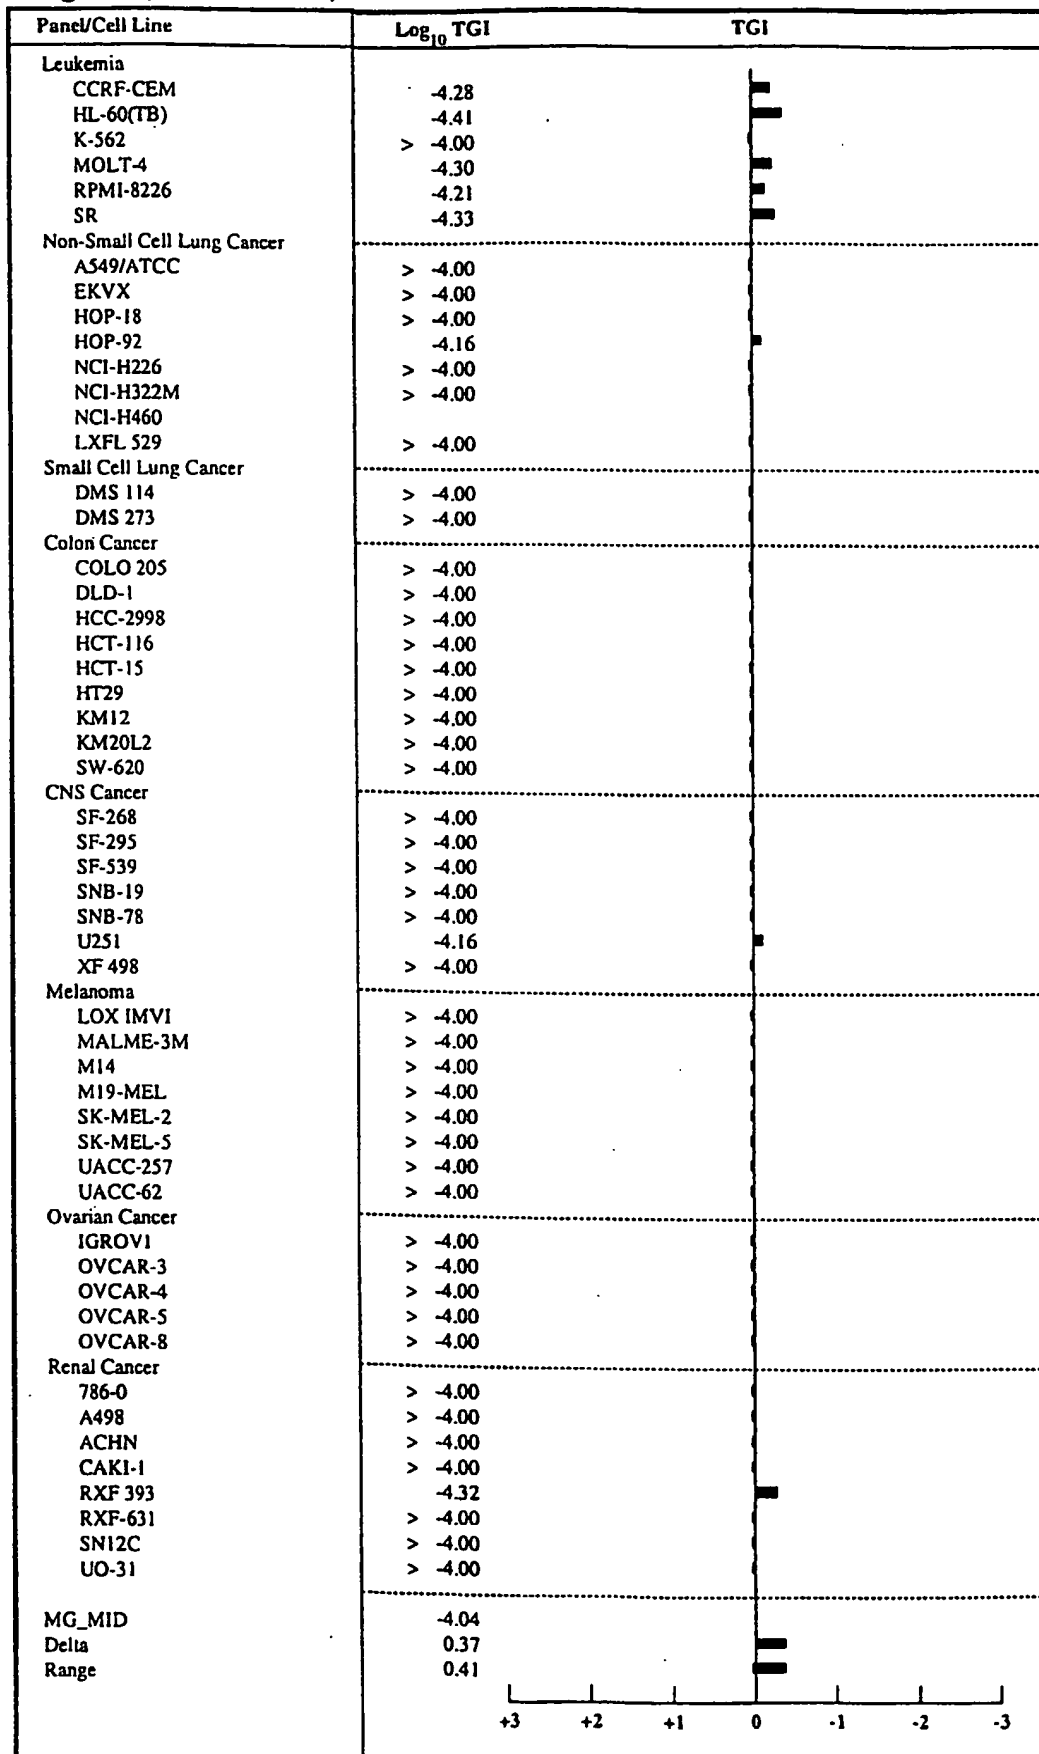 Panel/Cell Line Log10 TGI TGI
Leukemia
CCRF-CEM -4.28
HL-60(TB) -4.41
K-562 > -4.00
MOLT-4 -4.30
RPMI-8226 -4.21
SR -4.33
Non-Small Cell Lung Cancer
A549/ATCC > -4.00
EKVX > -4.00
HOP-18 > -4.00
HOP-92 -4.16
NCI-H226 > -4.00
NCI-H322M > -4.00
NCI-H460
LXFL 529 > -4.00
Small Cell Lung Cancer
DMS 114 > -4.00
DMS 273 > -4.00
Colon Cancer
COLO 205 > -4.00
DLD-1 > -4.00
HCC-2998 > -4.00
HCT-116 > -4.00
HCT-15 > -4.00
HT29 > -4.00
KM12 > -4.00
KM20L2 > -4.00
SW-620 > -4.00
CNS Cancer
SF-268 > -4.00
SF-295 > -4.00
SF-539 > -4.00
SNB-19 > -4.00
SNB-78 > -4.00
U251 -4.16
XF 498 > -4.00
Melanoma
LOX IMVI > -4.00
MALME-3M > -4.00
M14 > -4.00
M19-MEL > -4.00
SK-MEL-2 > -4.00
SK-MEL-5 > -4.00
UACC-257 > -4.00
UACC-62 > -4.00
Ovarian Cancer
IGROV1 > -4.00
OVCAR-3 > -4.00
OVCAR-4 > -4.00
OVCAR-5 > -4.00
OVCAR-8 > -4.00
Renal Cancer
786-0 > -4.00
A498 > -4.00
ACHN > -4.00
CAKI-1 > -4.00
RXF 393 -4.32
RXF-631 > -4.00
SN12C > -4.00
UO-31 > -4.00
MG_MID -4.04
Delta 0.37
Range 0.41
+3 +2 +1 0 -1 -2 -3